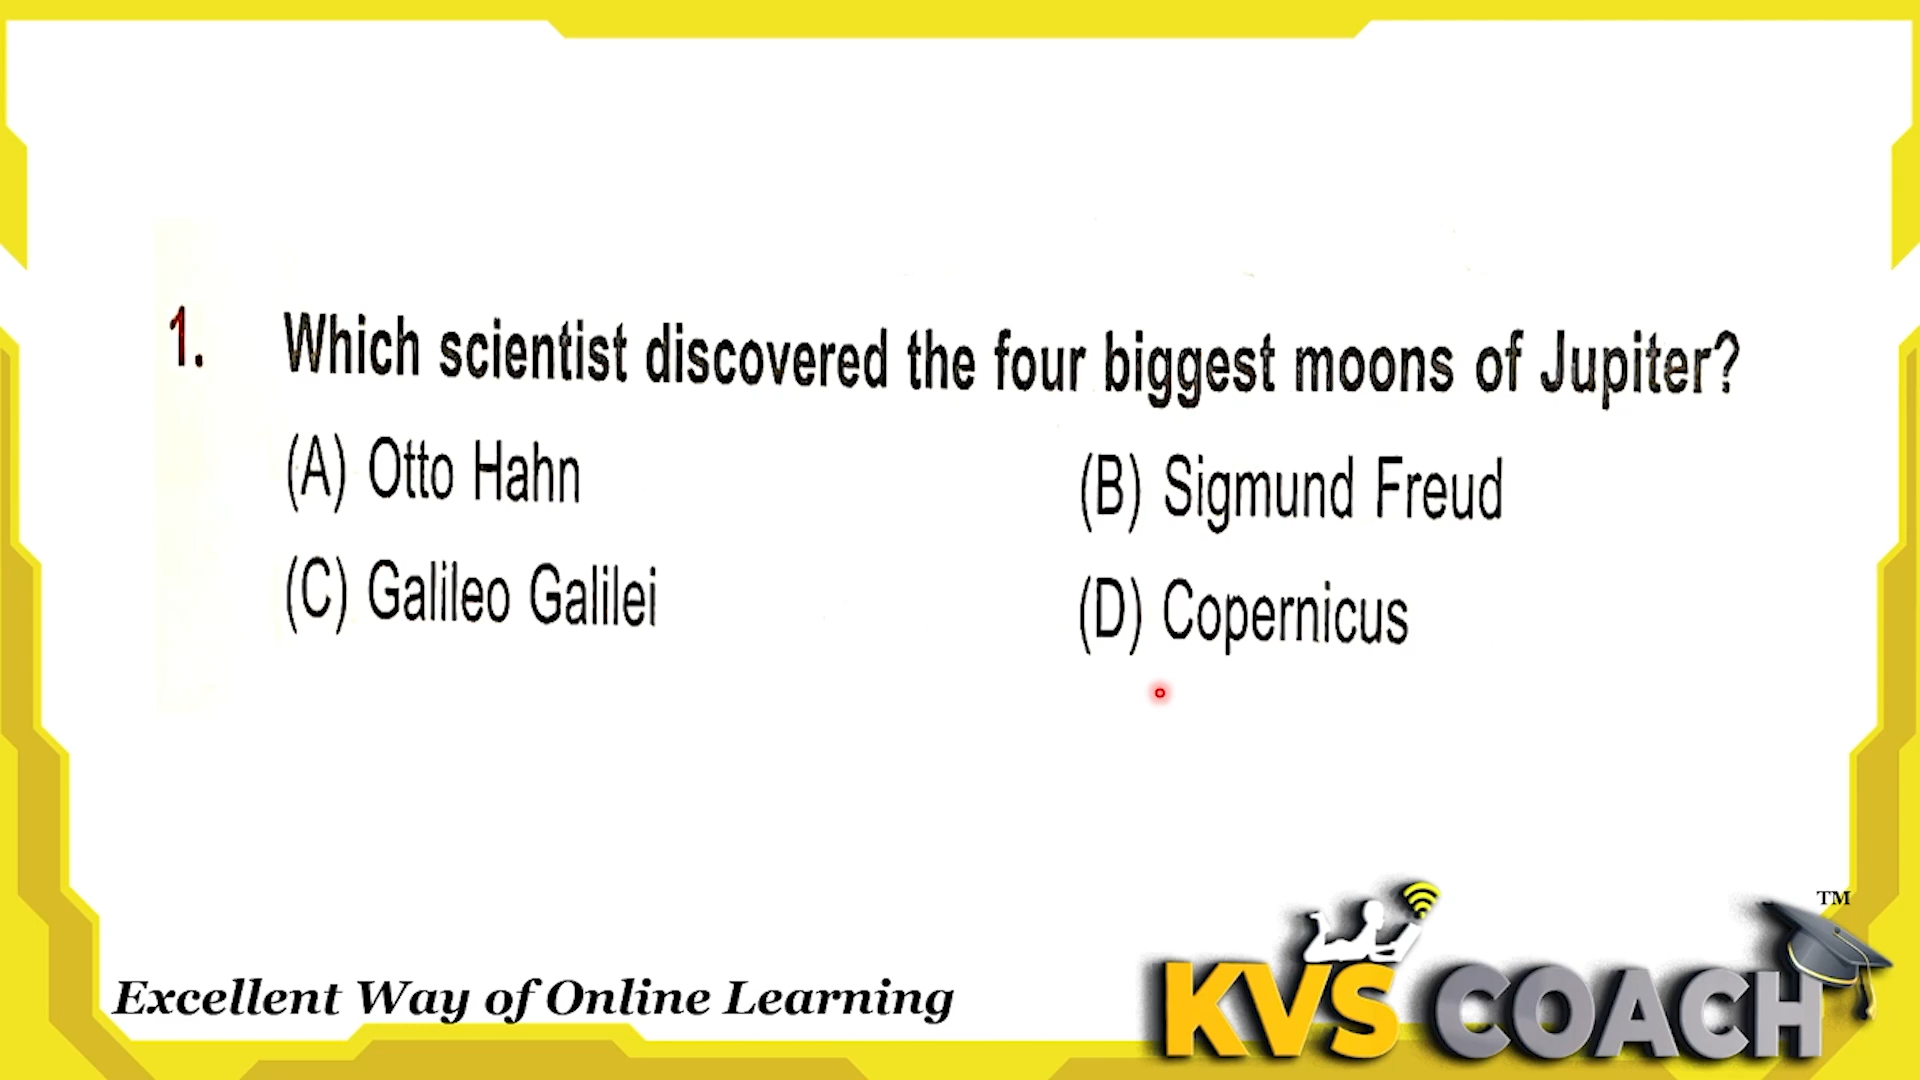 1. Which scientist discovered the four biggest moons of Jupiter?
(A) Otto Hahn (B) Sigmund Freud
(C) Galileo Galilei (D) Copernicus
TM
Excellent Way of Online Learning
KVS COACH